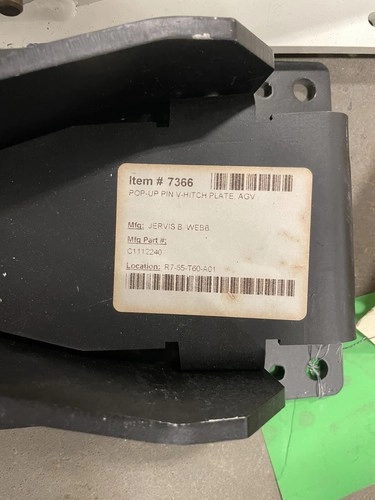 Item # 7366
POP-UP PIN V-HITCH PLATE, AGV
Mfg: JERVIS B. WEBB
Mfg Part #:
C1112240
Location: R7-55-T60-A01